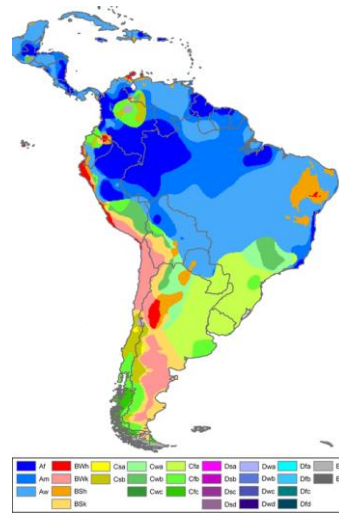 Af BWh Csa Cwa Cfa Dsa Dwa Dfa
Am BWk Csb Cwb Cfb Dsb Dwb Dfb
Aw BSh Cwc Cfc Dsc Dwc Dfc
BSk Dsd Dwd Dfd